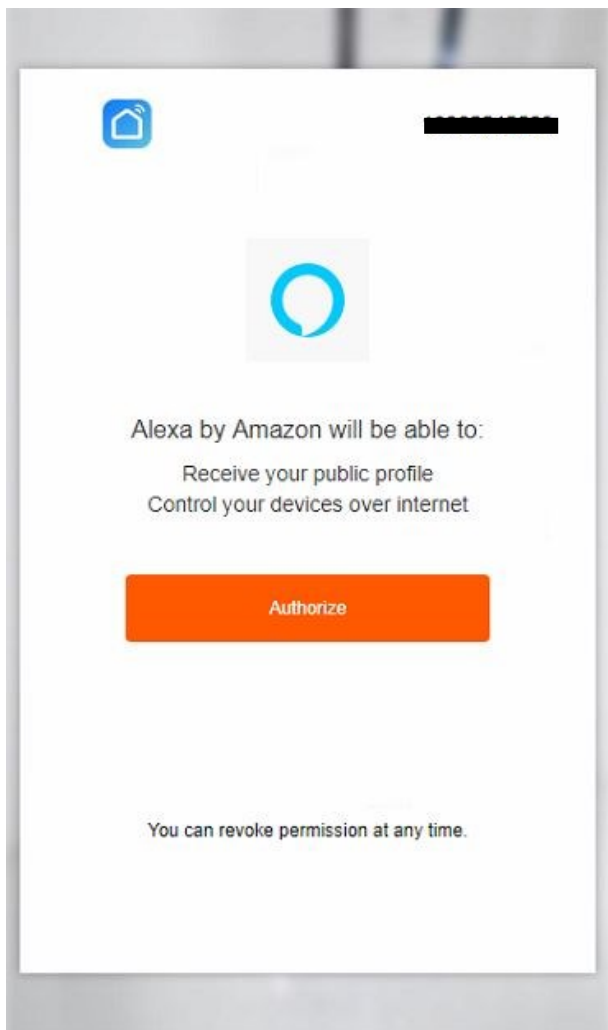 Alexa by Amazon will be able to:
Receive your public profile
Control your devices over internet
Authorize
You can revoke permission at any time.